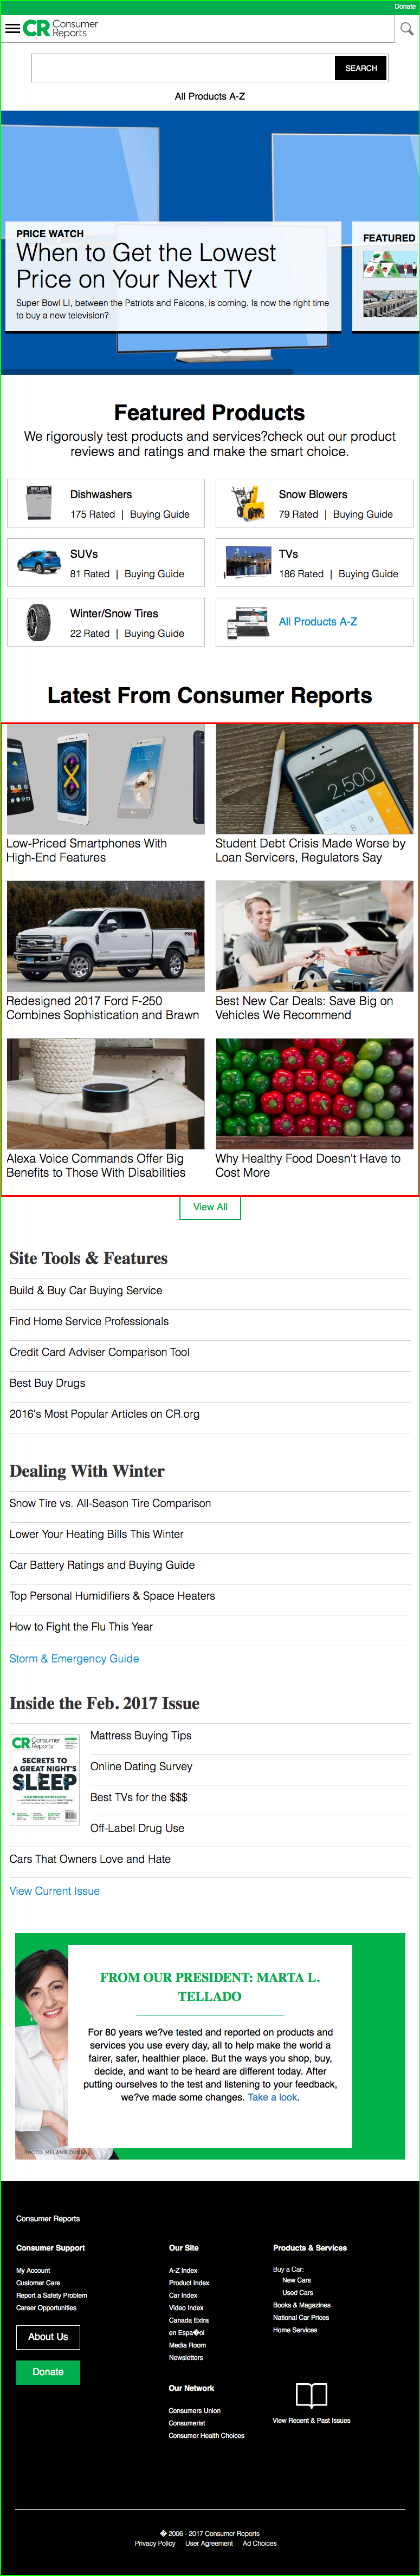 Donate
CR Consumer
Reports
SEARCH
All Products A-Z
PRICE WATCH
When to Get the Lowest
Price on Your Next TV
Super Bowl LI, between the Patriots and Falcons, is coming. Is now the right time
to buy a new television?
FEATURED
Featured Products
We rigorously test products and services?check out our product
reviews and ratings and make the smart choice.
Dishwashers
175 Rated | Buying Guide
Snow Blowers
79 Rated | Buying Guide
SUVs
81 Rated | Buying Guide
TVs
186 Rated | Buying Guide
Winter/Snow Tires
22 Rated | Buying Guide
All Products A-Z
Latest From Consumer Reports
2,500
Low-Priced Smartphones With
High-End Features
Student Debt Crisis Made Worse by
Loan Servicers, Regulators Say
Redesigned 2017 Ford F-250
Combines Sophistication and Brawn
Best New Car Deals: Save Big on
Vehicles We Recommend
Alexa Voice Commands Offer Big
Benefits to Those With Disabilities
Why Healthy Food Doesn't Have to
Cost More
View All
Site Tools & Features
Build & Buy Car Buying Service
Find Home Service Professionals
Credit Card Adviser Comparison Tool
Best Buy Drugs
2016's Most Popular Articles on CR.org
Dealing With Winter
Snow Tire vs. All-Season Tire Comparison
Lower Your Heating Bills This Winter
Car Battery Ratings and Buying Guide
Top Personal Humidifiers & Space Heaters
How to Fight the Flu This Year
Storm & Emergency Guide
Inside the Feb. 2017 Issue
CR Consumer
Reports
SECRETS TO
A GREAT NIGHT'S
SLEEP
Mattress Buying Tips
Online Dating Survey
Best TVs for the $$$
Off-Label Drug Use
Cars That Owners Love and Hate
View Current Issue
FROM OUR PRESIDENT: MARTA L.
TELLADO
For 80 years we?ve tested and reported on products and
services you use every day, all to help make the world a
fairer, safer, healthier place. But the ways you shop, buy,
decide, and want to be heard are different today. After
putting ourselves to the test and listening to your feedback,
we?ve made some changes. Take a look.
PHOTO: MELANIE
Consumer Reports
Consumer Support
My Account
Customer Care
Report a Safety Problem
Career Opportunities
About Us
Donate
Our Site
A-Z Index
Product Index
Car Index
Video Index
Canada Extra
en Espa�ol
Media Room
Newsletters
Our Network
Consumers Union
Consumerist
Consumer Health Choices
Products & Services
Buy a Car:
New Cars
Used Cars
Books & Magazines
National Car Prices
Home Services
View Recent & Past Issues
� 2006 - 2017 Consumer Reports
Privacy Policy User Agreement Ad Choices